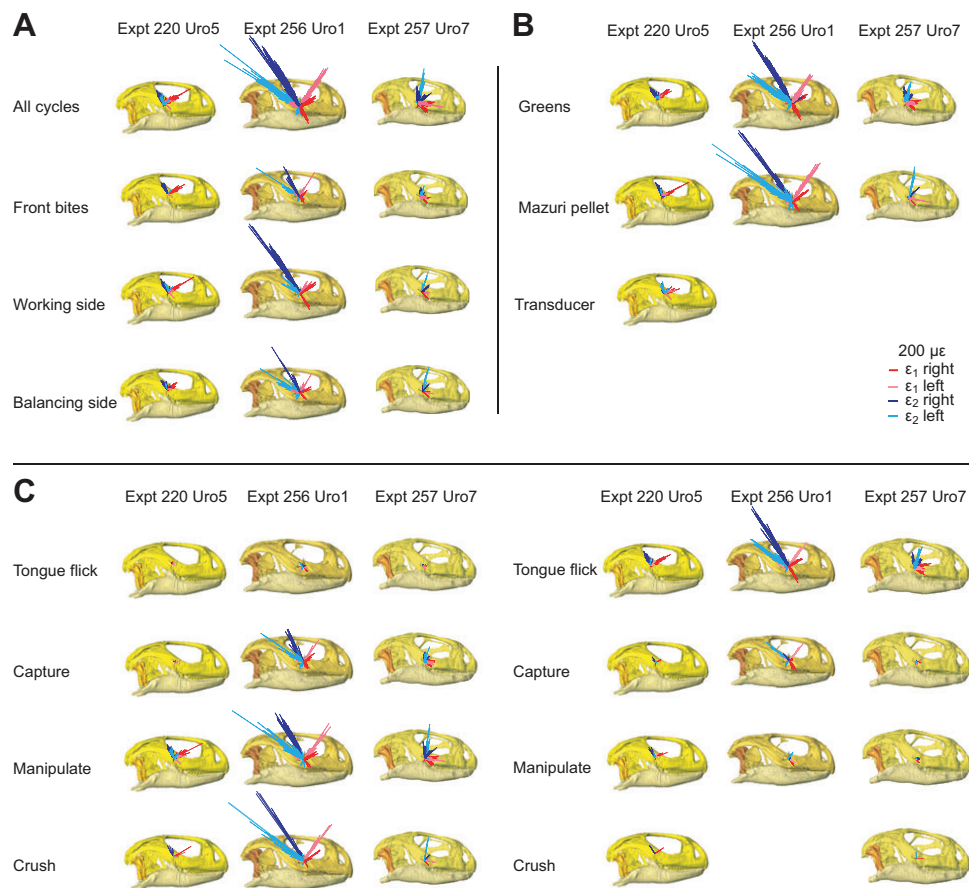 A
Expt 220 Uro5 Expt 256 Uro1 Expt 257 Uro7
All cycles
Front bites
Working side
Balancing side
B
Expt 220 Uro5 Expt 256 Uro1 Expt 257 Uro7
Greens
Mazuri pellet
Transducer
200 µε
ε1 right
ε1 left
ε2 right
ε2 left
C
Expt 220 Uro5 Expt 256 Uro1 Expt 257 Uro7
Tongue flick
Capture
Manipulate
Crush
Expt 220 Uro5 Expt 256 Uro1 Expt 257 Uro7
Tongue flick
Capture
Manipulate
Crush